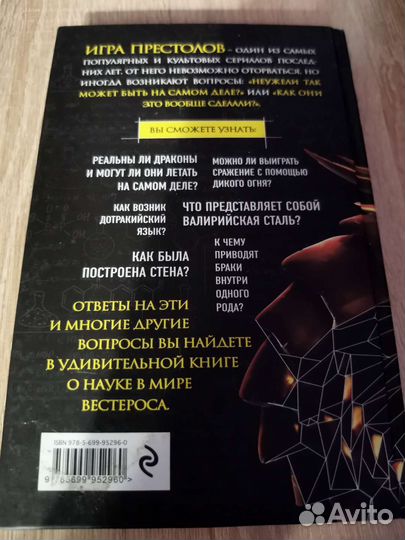 ИГРА ПРЕСТОЛОВ – ОДИН ИЗ САМЫХ
ПОПУЛЯРНЫХ И КУЛЬТОВЫХ СЕРИАЛОВ ПОСЛЕД-
НИХ ЛЕТ. ОТ НЕГО НЕВОЗМОЖНО ОТОРВАТЬСЯ. НО
ИНОГДА ВОЗНИКАЮТ ВОПРОСЫ: «НЕУЖЕЛИ ТАК
МОЖЕТ БЫТЬ НА САМОМ ДЕЛЕ?» ИЛИ «КАК ОНИ
ЭТО ВООБЩЕ СДЕЛАЛИ?».
ВЫ СМОЖЕТЕ УЗНАТЬ:
РЕАЛЬНЫ ЛИ ДРАКОНЫ
И МОГУТ ЛИ ОНИ ЛЕТАТЬ
НА САМОМ ДЕЛЕ?
МОЖНО ЛИ ВЫИГРАТЬ
СРАЖЕНИЕ С ПОМОЩЬЮ
ДИКОГО ОГНЯ?
КАК ВОЗНИК
ДОТРАКИЙСКИЙ
ЯЗЫК?
ЧТО ПРЕДСТАВЛЯЕТ СОБОЙ
ВАЛИРИЙСКАЯ СТАЛЬ?
КАК БЫЛА
ПОСТРОЕНА СТЕНА?
К ЧЕМУ
ПРИВОДЯТ
БРАКИ
ВНУТРИ
ОДНОГО
РОДА?
ОТВЕТЫ НА ЭТИ
И МНОГИЕ ДРУГИЕ
ВОПРОСЫ ВЫ НАЙДЕТЕ
В УДИВИТЕЛЬНОЙ КНИГЕ
О НАУКЕ В МИРЕ
ВЕСТЕРОСА.
ISBN 978-5-699-95296-0
9 785699 952960 >
Avito